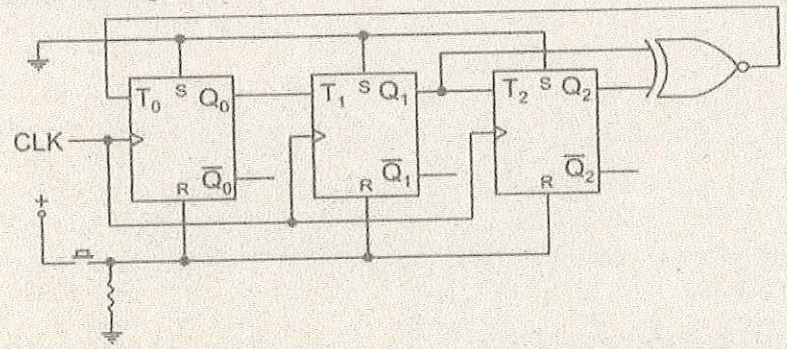 T₀ S Q₀ T₁ S Q₁ T₂ S Q₂
CLK
Q̅₀ Q̅₁ Q̅₂
R R R
+